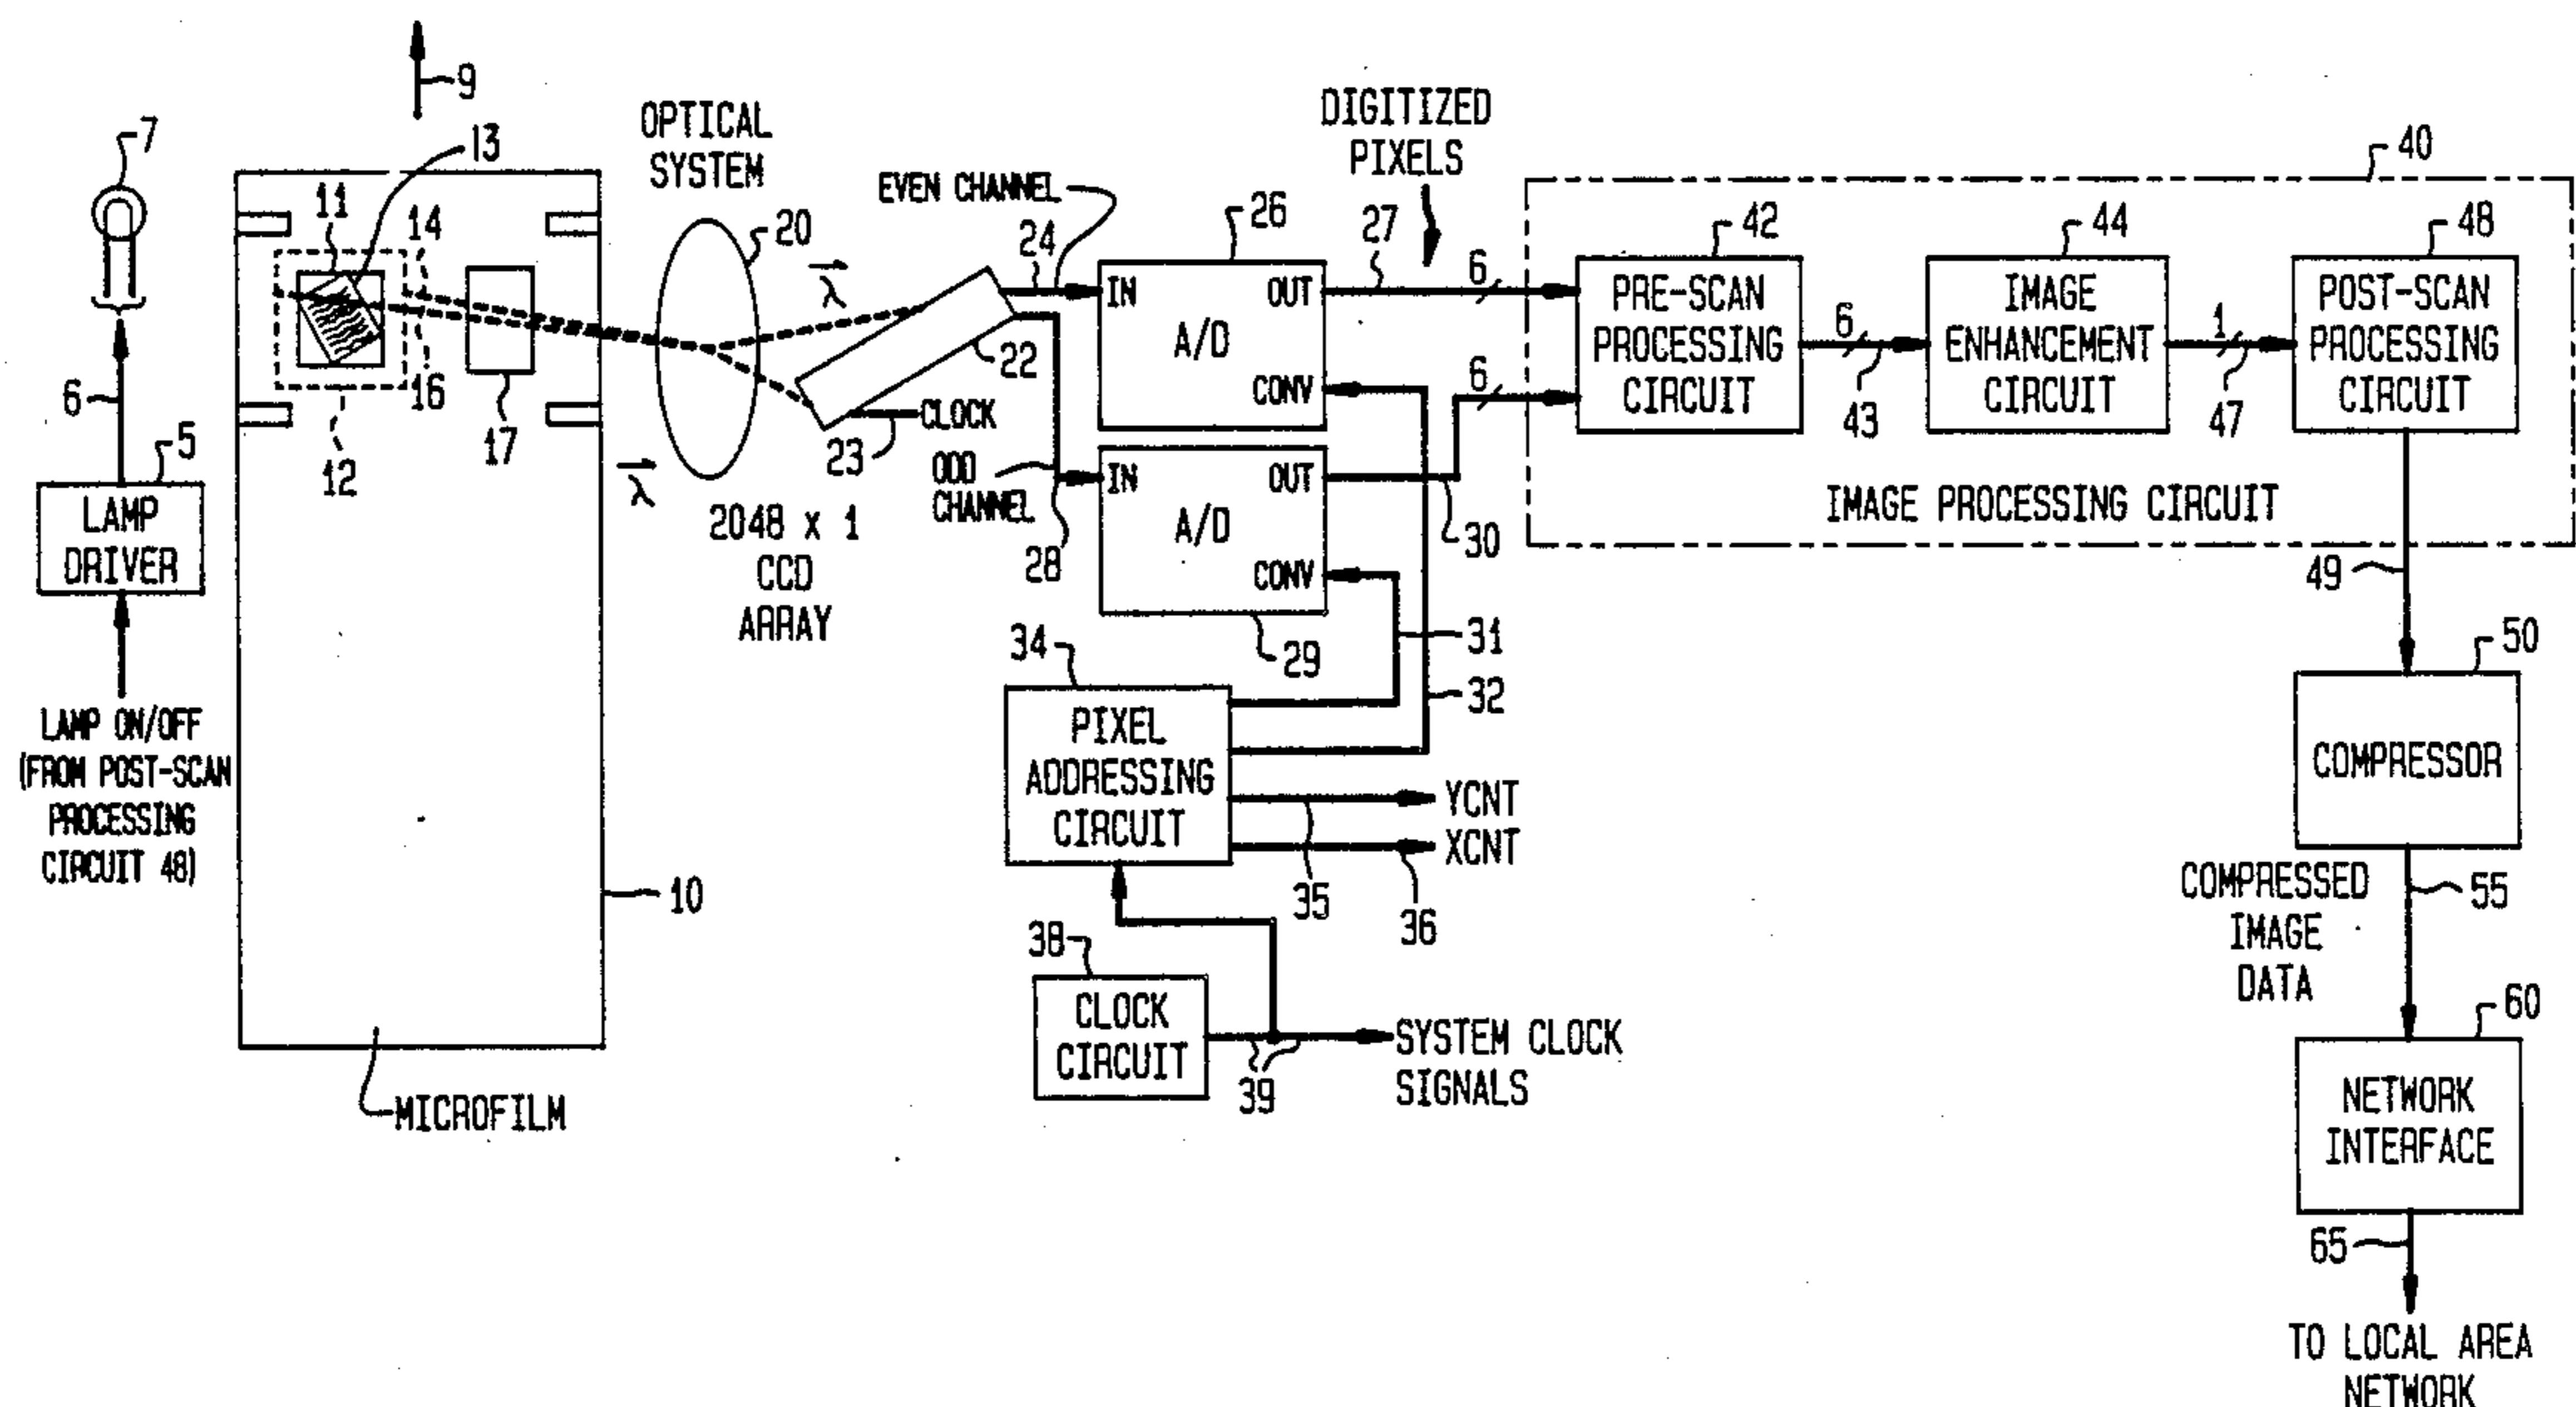 9
7
6
5
LAMP
DRIVER
LAMP ON/OFF
(FROM POST-SCAN
PROCESSING
CIRCUIT 48)
13
11
14
16
12
17
10
MICROFILM
OPTICAL
SYSTEM
20
λ
λ
2048 x 1
CCD
ARRAY
22
CLOCK
23
EVEN CHANNEL
24
ODD
CHANNEL
28
26
IN
OUT
A/D
CONV
IN
OUT
A/D
CONV
29
27
DIGITIZED
PIXELS
6
6
30
31
32
34
PIXEL
ADDRESSING
CIRCUIT
YCNT
XCNT
35
36
38
CLOCK
CIRCUIT
39
SYSTEM CLOCK
SIGNALS
40
42
PRE-SCAN
PROCESSING
CIRCUIT
6
43
44
IMAGE
ENHANCEMENT
CIRCUIT
1
47
48
POST-SCAN
PROCESSING
CIRCUIT
IMAGE PROCESSING CIRCUIT
49
50
COMPRESSOR
COMPRESSED
IMAGE
DATA
55
60
NETWORK
INTERFACE
65
TO LOCAL AREA
NETWORK